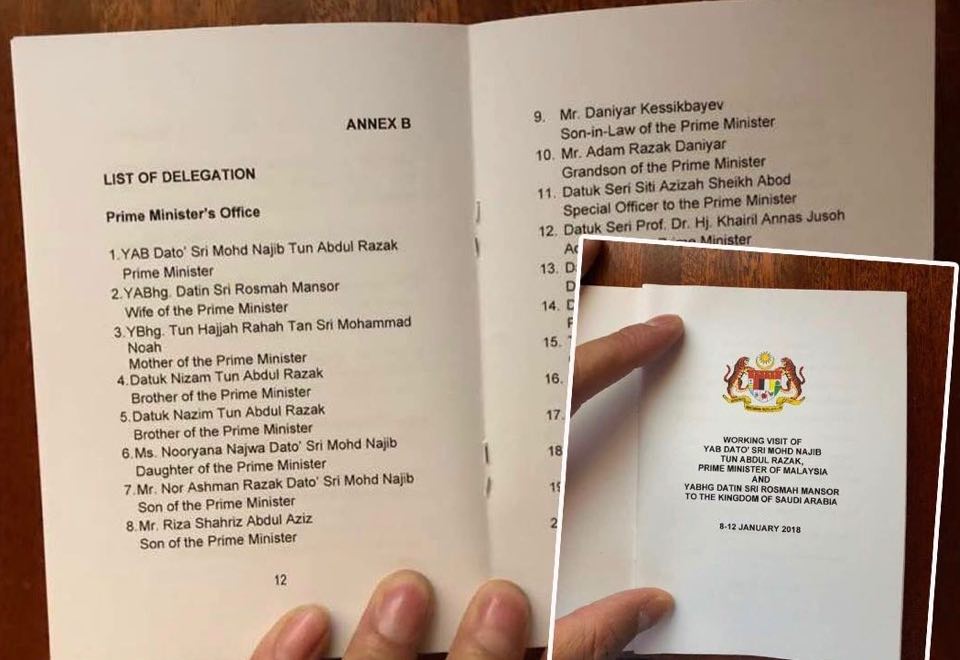 ANNEX B
LIST OF DELEGATION
Prime Minister's Office
1.YAB Dato' Sri Mohd Najib Tun Abdul Razak
Prime Minister
2.YABhg. Datin Sri Rosmah Mansor
Wife of the Prime Minister
3.YBhg. Tun Hajjah Rahah Tan Sri Mohammad
Noah
Mother of the Prime Minister
4.Datuk Nizam Tun Abdul Razak
Brother of the Prime Minister
5.Datuk Nazim Tun Abdul Razak
Brother of the Prime Minister
6.Ms. Nooryana Najwa Dato' Sri Mohd Najib
Daughter of the Prime Minister
7.Mr. Nor Ashman Razak Dato' Sri Mohd Najib
Son of the Prime Minister
8.Mr. Riza Shahriz Abdul Aziz
Son of the Prime Minister
12
9. Mr. Daniyar Kessikbayev
Son-in-Law of the Prime Minister
10. Mr. Adam Razak Daniyar
Grandson of the Prime Minister
11. Datuk Seri Siti Azizah Sheikh Abod
Special Officer to the Prime Minister
12. Datuk Seri Prof. Dr. Hj. Khairil Annas Jusoh
Minister
13.
14.
15.
16.
17.
18
WORKING VISIT OF
YAB DATO' SRI MOHD NAJIB
TUN ABDUL RAZAK,
PRIME MINISTER OF MALAYSIA
AND
YABHG DATIN SRI ROSMAH MANSOR
TO THE KINGDOM OF SAUDI ARABIA
8-12 JANUARY 2018